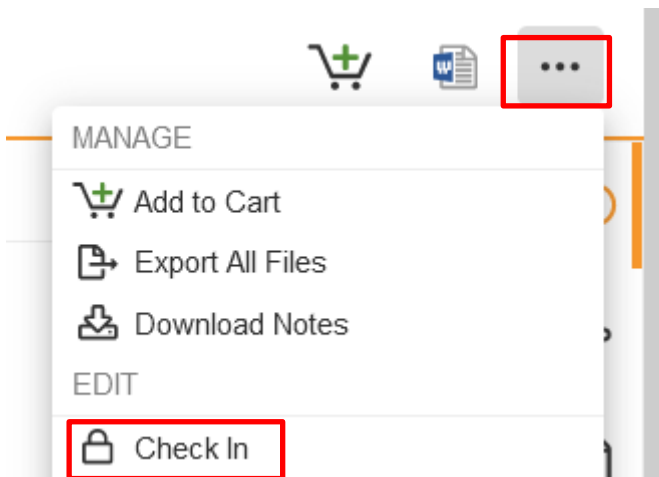 W
MANAGE
Add to Cart
Export All Files
Download Notes
EDIT
Check In